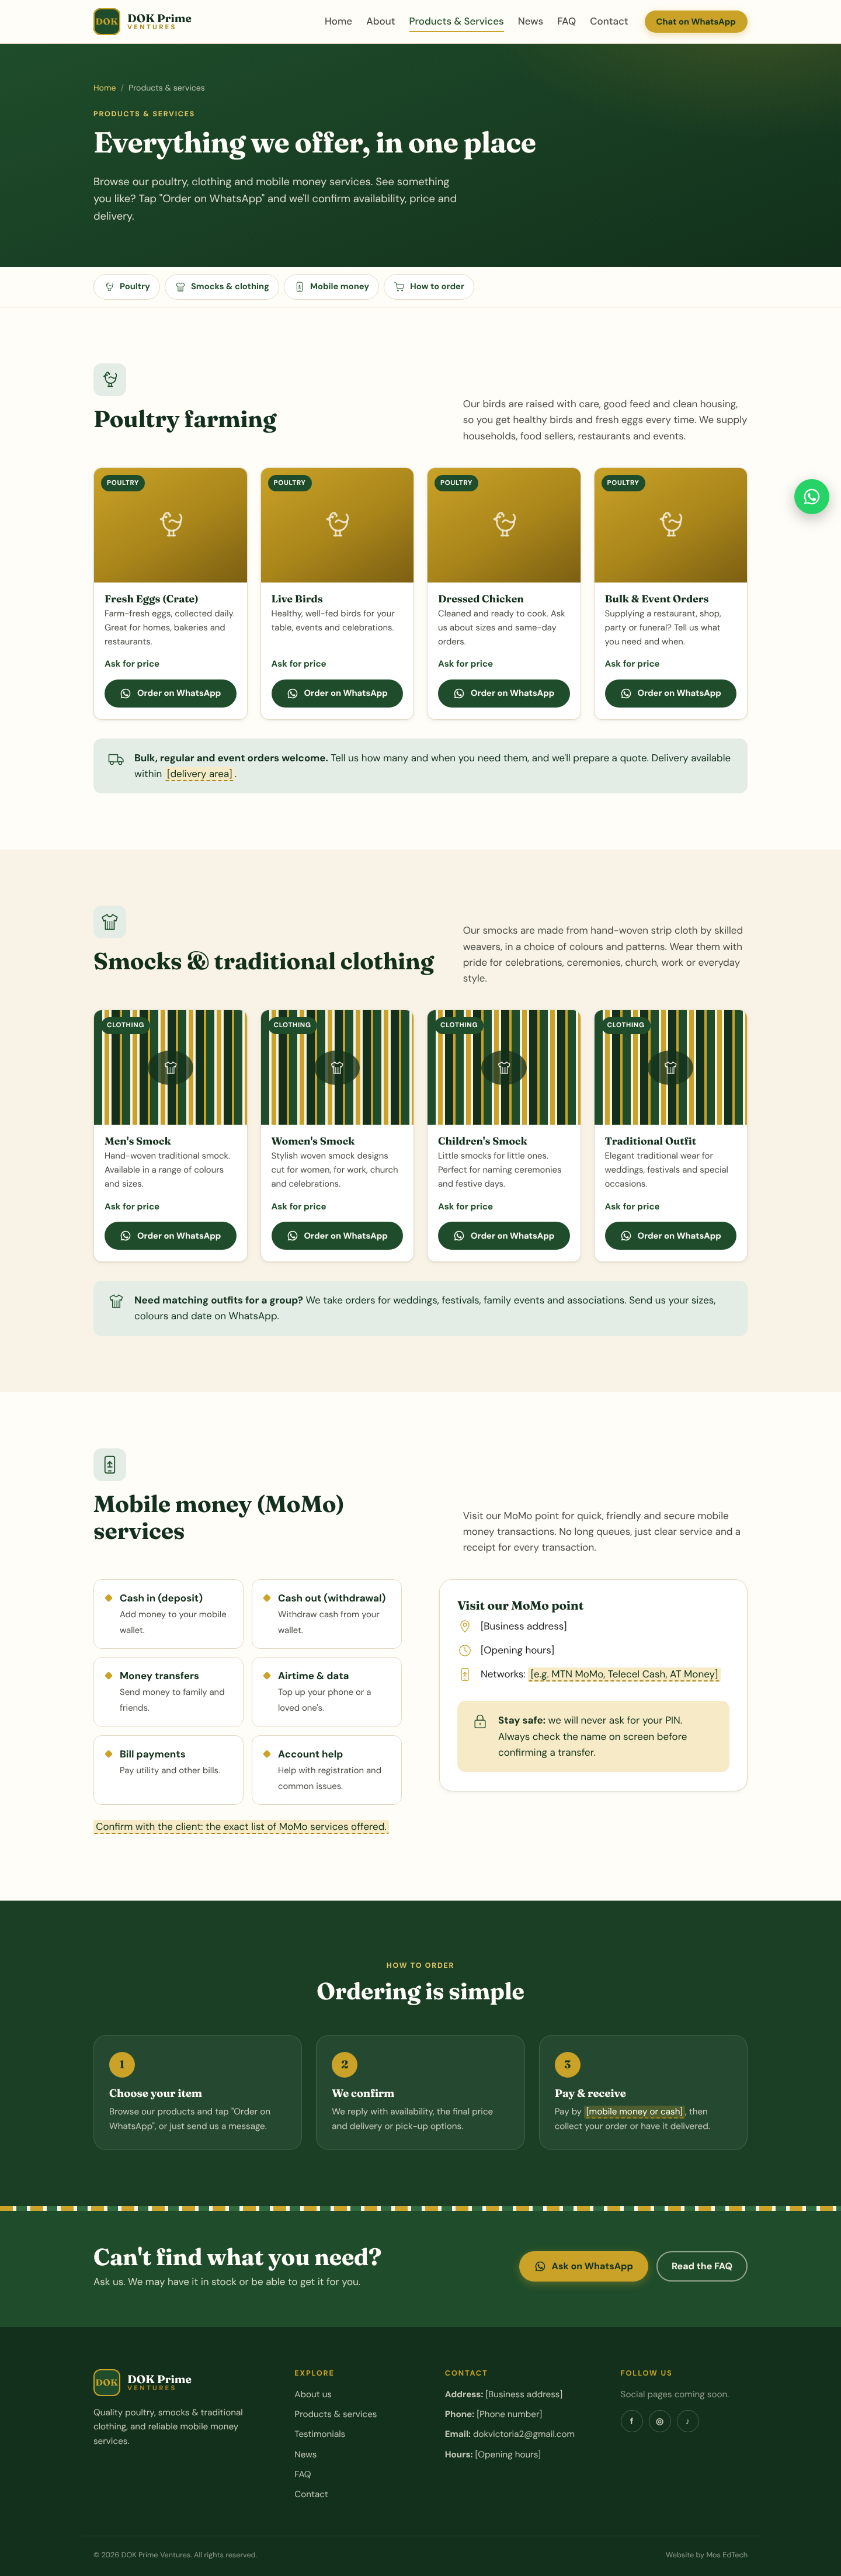 DOK
DOK Prime
VENTURES
Home
About
Products & Services
News
FAQ
Contact
Chat on WhatsApp
Home / Products & services
PRODUCTS & SERVICES
Everything we offer, in one place
Browse our poultry, clothing and mobile money services. See something
you like? Tap "Order on WhatsApp" and we'll confirm availability, price and
delivery.
Poultry
Smocks & clothing
Mobile money
How to order
Poultry farming
Our birds are raised with care, good feed and clean housing,
so you get healthy birds and fresh eggs every time. We supply
households, food sellers, restaurants and events.
POULTRY
Fresh Eggs (Crate)
Farm-fresh eggs, collected daily.
Great for homes, bakeries and
restaurants.
Ask for price
Order on WhatsApp
POULTRY
Live Birds
Healthy, well-fed birds for your
table, events and celebrations.
Ask for price
Order on WhatsApp
POULTRY
Dressed Chicken
Cleaned and ready to cook. Ask
us about sizes and same-day
orders.
Ask for price
Order on WhatsApp
POULTRY
Bulk & Event Orders
Supplying a restaurant, shop,
party or funeral? Tell us what
you need and when.
Ask for price
Order on WhatsApp
Bulk, regular and event orders welcome. Tell us how many and when you need them, and we'll prepare a quote. Delivery available
within [delivery area].
Smocks & traditional clothing
Our smocks are made from hand-woven strip cloth by skilled
weavers, in a choice of colours and patterns. Wear them with
pride for celebrations, ceremonies, church, work or everyday
style.
CLOTHING
Men's Smock
Hand-woven traditional smock.
Available in a range of colours
and sizes.
Ask for price
Order on WhatsApp
CLOTHING
Women's Smock
Stylish woven smock designs
cut for women, for work, church
and celebrations.
Ask for price
Order on WhatsApp
CLOTHING
Children's Smock
Little smocks for little ones.
Perfect for naming ceremonies
and festive days.
Ask for price
Order on WhatsApp
CLOTHING
Traditional Outfit
Elegant traditional wear for
weddings, festivals and special
occasions.
Ask for price
Order on WhatsApp
Need matching outfits for a group? We take orders for weddings, festivals, family events and associations. Send us your sizes,
colours and date on WhatsApp.
Mobile money (MoMo)
services
Visit our MoMo point for quick, friendly and secure mobile
money transactions. No long queues, just clear service and a
receipt for every transaction.
Cash in (deposit)
Add money to your mobile
wallet.
Cash out (withdrawal)
Withdraw cash from your
wallet.
Money transfers
Send money to family and
friends.
Airtime & data
Top up your phone or a
loved one's.
Bill payments
Pay utility and other bills.
Account help
Help with registration and
common issues.
Confirm with the client: the exact list of MoMo services offered.
Visit our MoMo point
[Business address]
[Opening hours]
Networks: [e.g. MTN MoMo, Telecel Cash, AT Money]
Stay safe: we will never ask for your PIN.
Always check the name on screen before
confirming a transfer.
HOW TO ORDER
Ordering is simple
1
Choose your item
Browse our products and tap "Order on
WhatsApp", or just send us a message.
2
We confirm
We reply with availability, the final price
and delivery or pick-up options.
3
Pay & receive
Pay by [mobile money or cash], then
collect your order or have it delivered.
Can't find what you need?
Ask us. We may have it in stock or be able to get it for you.
Ask on WhatsApp
Read the FAQ
DOK
DOK Prime
VENTURES
Quality poultry, smocks & traditional
clothing, and reliable mobile money
services.
EXPLORE
About us
Products & services
Testimonials
News
FAQ
Contact
CONTACT
Address: [Business address]
Phone: [Phone number]
Email: dokvictoria2@gmail.com
Hours: [Opening hours]
FOLLOW US
Social pages coming soon.
f
◎
♪
© 2026 DOK Prime Ventures. All rights reserved.
Website by Mos EdTech